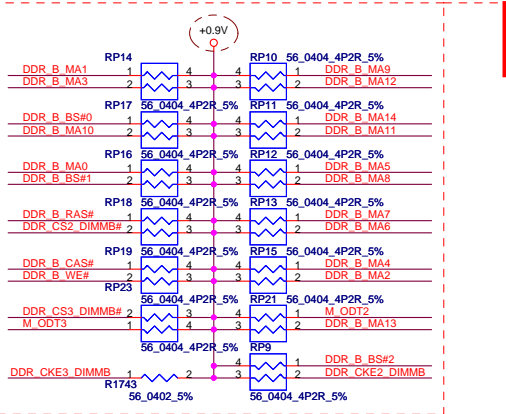 +0.9V
RP14 RP10 56_0404_4P2R_5%
DDR_B_MA1 1 4 4 1 DDR_B_MA9
DDR_B_MA3 2 3 3 2 DDR_B_MA12
RP17 56_0404_4P2R_5% RP11 56_0404_4P2R_5%
DDR_B_BS#0 1 4 4 1 DDR_B_MA14
DDR_B_MA10 2 3 3 2 DDR_B_MA11
RP16 56_0404_4P2R_5% RP12 56_0404_4P2R_5%
DDR_B_MA0 1 4 4 1 DDR_B_MA5
DDR_B_BS#1 2 3 3 2 DDR_B_MA8
RP18 56_0404_4P2R_5% RP13 56_0404_4P2R_5%
DDR_B_RAS# 1 4 4 1 DDR_B_MA7
DDR_CS2_DIMMB# 2 3 3 2 DDR_B_MA6
RP19 56_0404_4P2R_5% RP15 56_0404_4P2R_5%
DDR_B_CAS# 1 4 4 1 DDR_B_MA4
DDR_B_WE# 2 3 3 2 DDR_B_MA2
RP23 56_0404_4P2R_5% RP21 56_0404_4P2R_5%
DDR_CS3_DIMMB# 2 3 4 1 M_ODT2
M_ODT3 1 4 3 2 DDR_B_MA13
56_0404_4P2R_5% RP9 56_0404_4P2R_5%
4 1 DDR_B_BS#2
DDR_CKE3_DIMMB 1 2 3 2 DDR_CKE2_DIMMB
R1743
56_0402_5% 56_0404_4P2R_5%